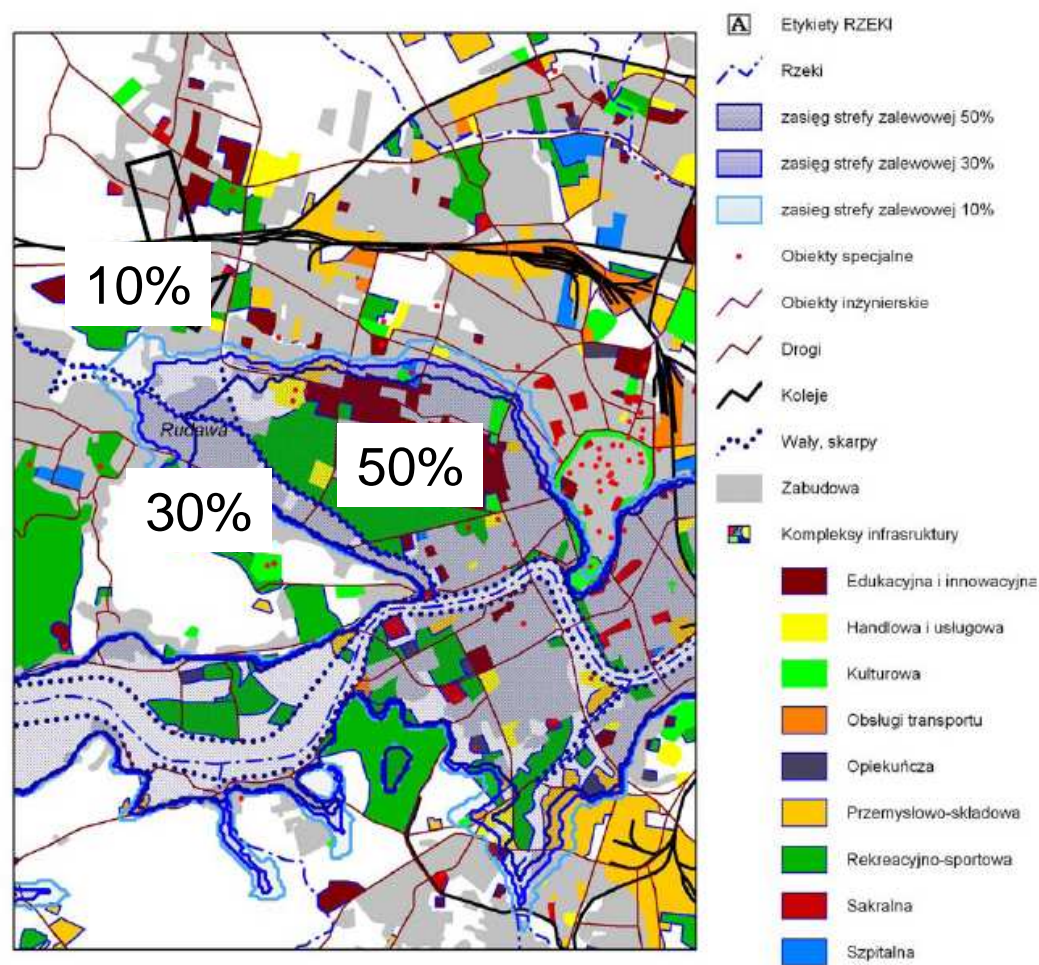 10%
Rudawa
50%
30%
A Etykiety RZEKI
Rzeki
zasięg strefy zalewowej 50%
zasięg strefy zalewowej 30%
zasięg strefy zalewowej 10%
Obiekty specjalne
Obiekty inżynierskie
Drogi
Koleje
Wały, skarpy
Zabudowa
Kompleksy infrasruktury
Edukacyjna i innowacyjna
Handlowa i usługowa
Kulturowa
Obsługi transportu
Opiekuńcza
Przemysłowo-składowa
Rekreacyjno-sportowa
Sakralna
Szpitalna